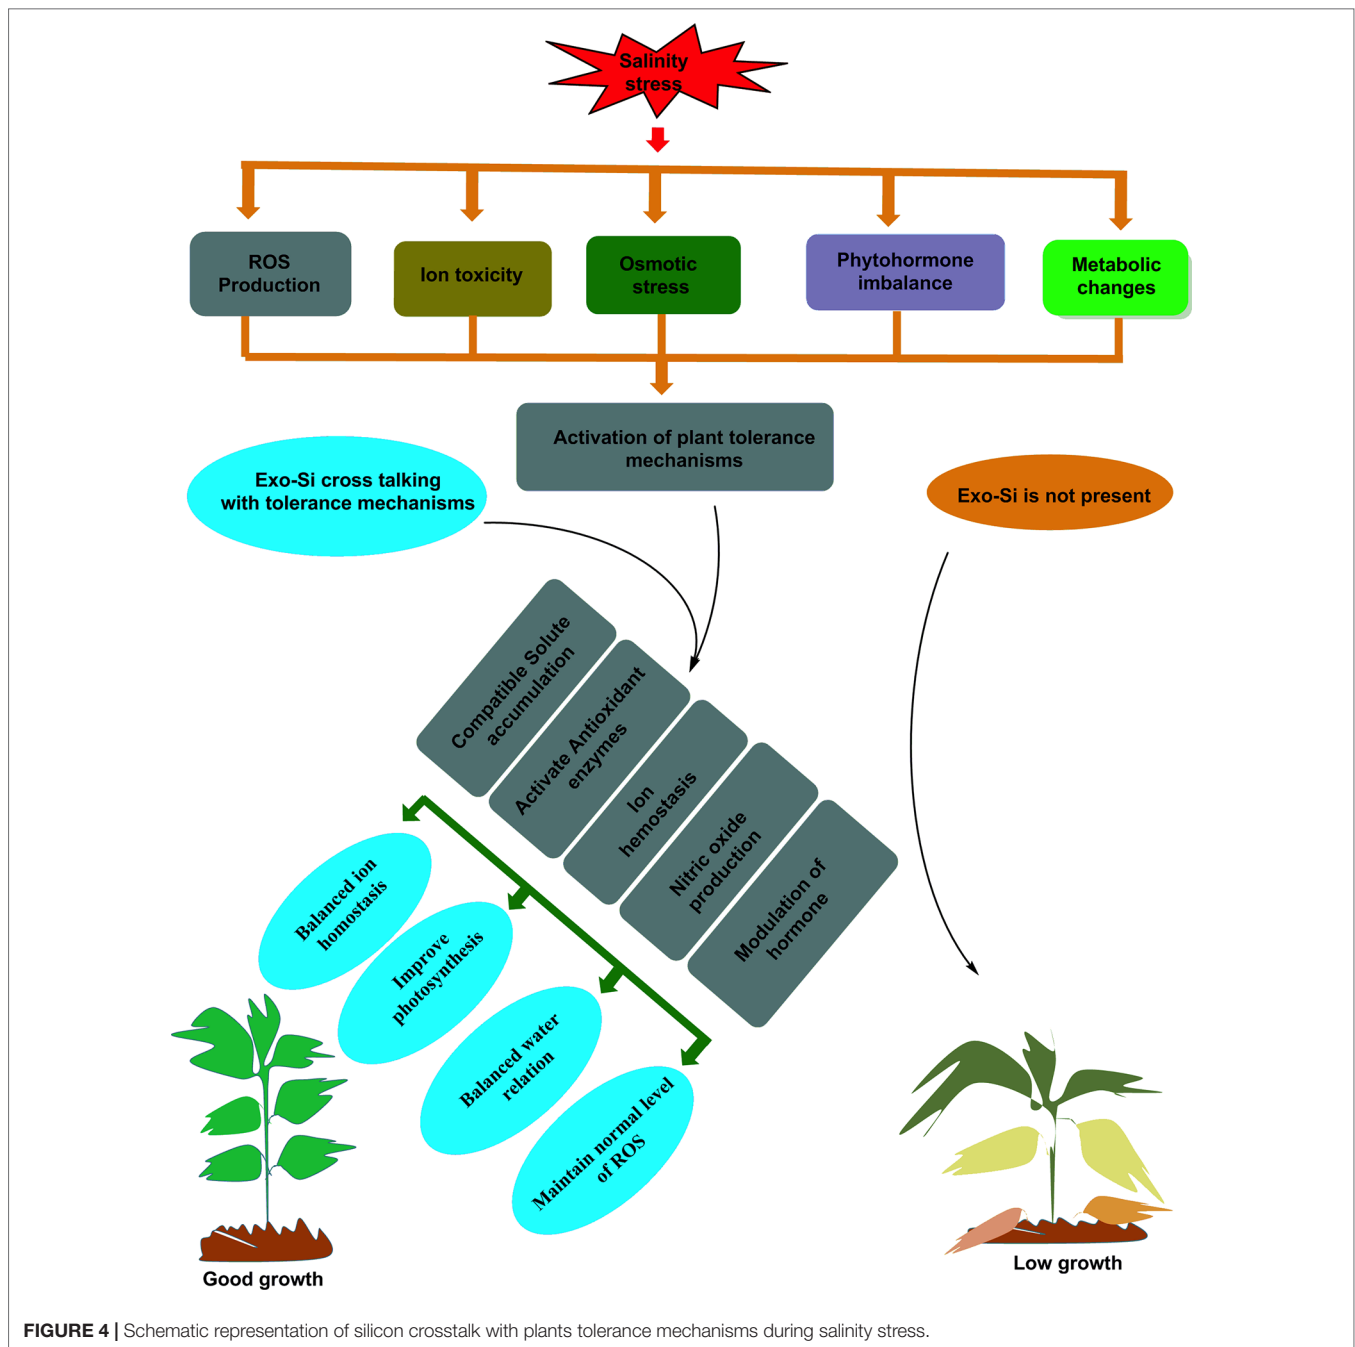 Salinity
stress
ROS
Production
Ion toxicity
Osmotic
stress
Phytohormone
imbalance
Metabolic
changes
Activation of plant tolerance
mechanisms
Exo-Si cross talking
with tolerance mechanisms
Exo-Si is not present
Compatible Solute
accumulation
Activate Antioxidant
enzymes
Ion
hemostasis
Nitric oxide
production
Modulation of
hormone
Balanced ion
homostasis
Improve
photosynthesis
Balanced water
relation
Maintain normal level
of ROS
Good growth
Low growth
FIGURE 4 | Schematic representation of silicon crosstalk with plants tolerance mechanisms during salinity stress.